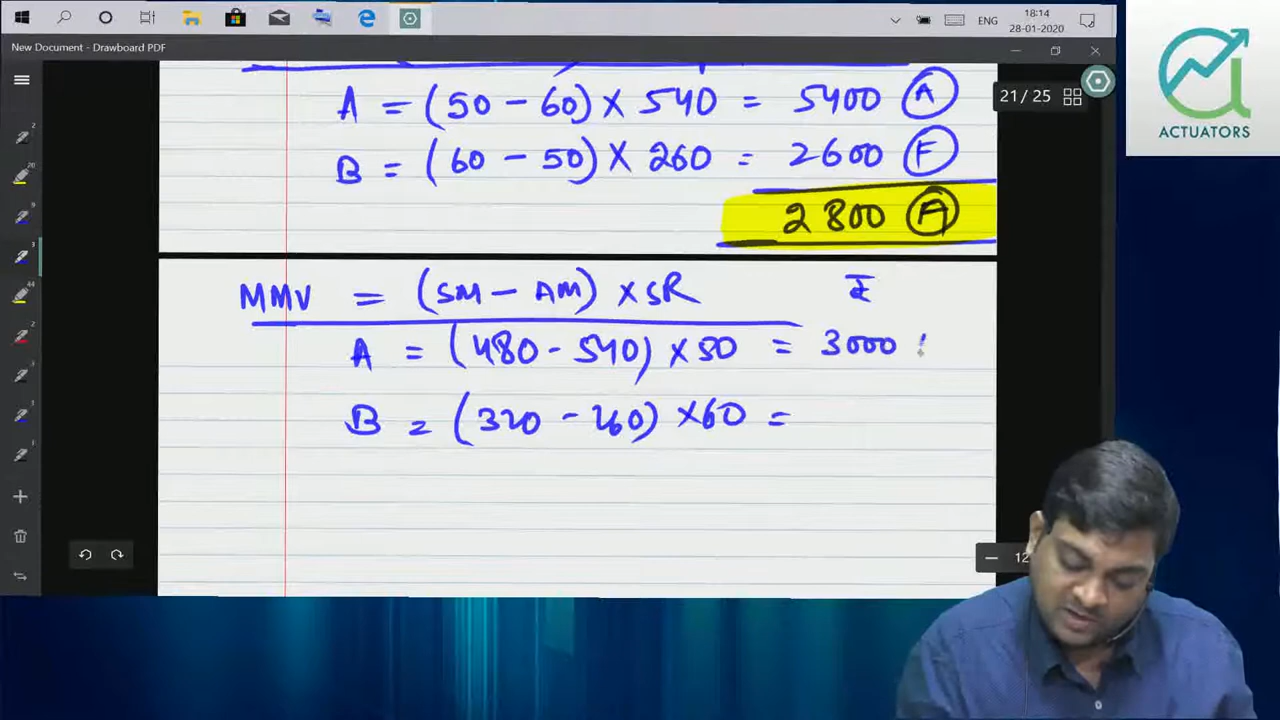 18:14
ENG
28-01-2020
New Document - Drawboard PDF
ACTUATORS
21 / 25
A = (50 - 60) × 540 = 5400 A
B = (60 - 50) × 260 = 2600 F
2800 A
MMV = (SM - AM) × SR ₹
A = (480 - 540) × 50 = 3000
B = (320 - 260) × 60 =
12